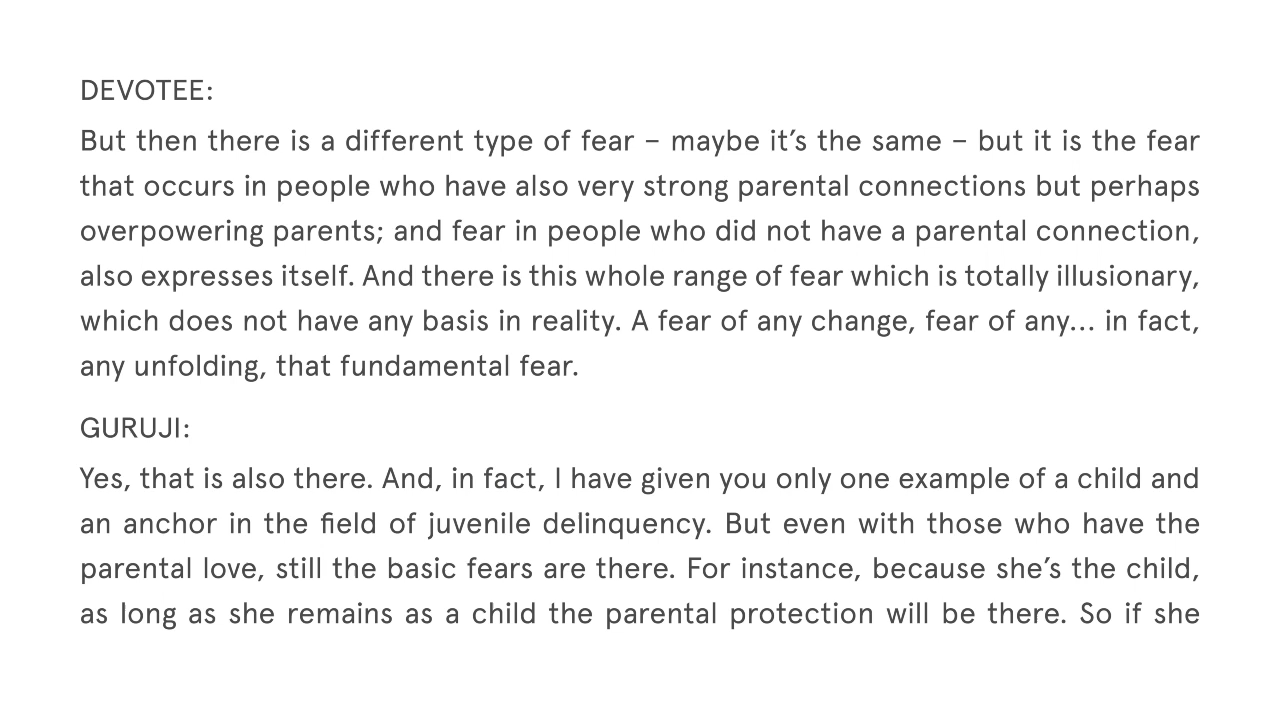 DEVOTEE:
But then there is a different type of fear – maybe it’s the same – but it is the fear
that occurs in people who have also very strong parental connections but perhaps
overpowering parents; and fear in people who did not have a parental connection,
also expresses itself. And there is this whole range of fear which is totally illusionary,
which does not have any basis in reality. A fear of any change, fear of any... in fact,
any unfolding, that fundamental fear.
GURUJI:
Yes, that is also there. And, in fact, I have given you only one example of a child and
an anchor in the field of juvenile delinquency. But even with those who have the
parental love, still the basic fears are there. For instance, because she’s the child,
as long as she remains as a child the parental protection will be there. So if she